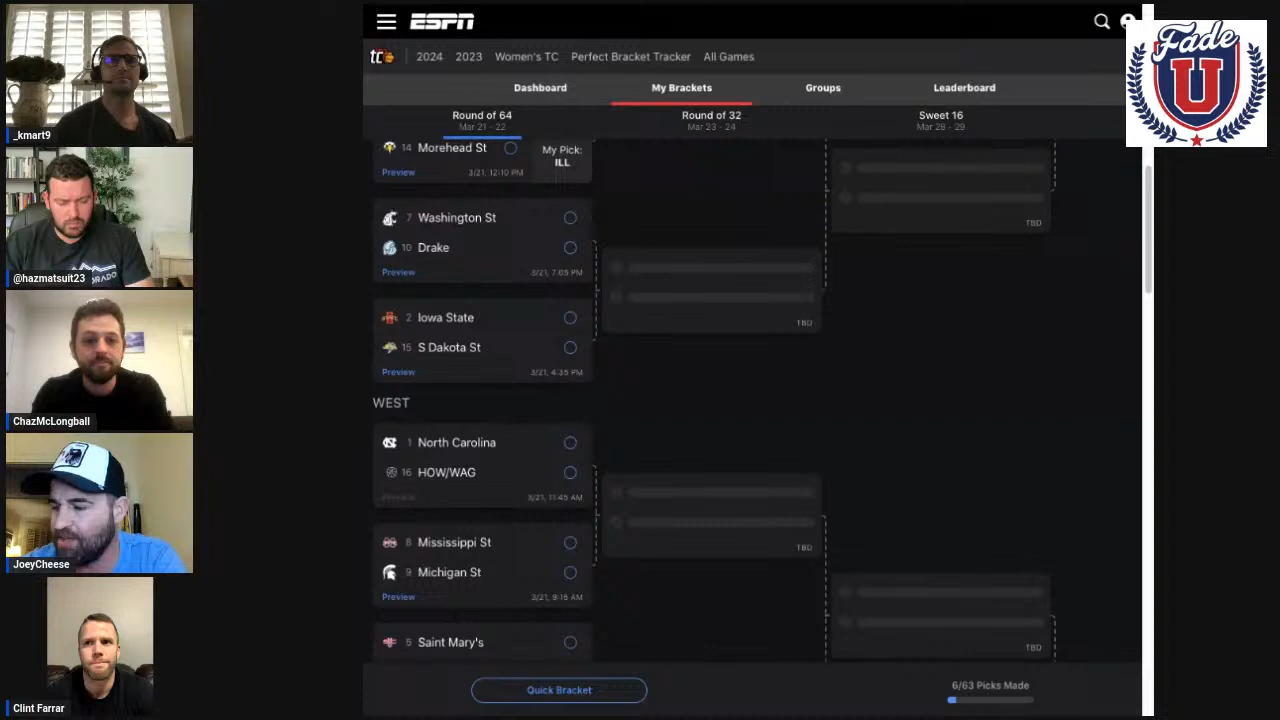 _kmart9
@hazmatsuit23
ChazMcLongball
JoeyCheese
Clint Farrar
ESPN
Fade
U
tc
2024
2023
Women's TC
Perfect Bracket Tracker
All Games
Dashboard
My Brackets
Groups
Leaderboard
Round of 64
Mar 21 - 22
Round of 32
Mar 23 - 24
Sweet 16
Mar 28 - 29
14 Morehead St
My Pick:
ILL
Preview
3/21, 12:10 PM
7 Washington St
10 Drake
Preview
3/21, 7:05 PM
TBD
2 Iowa State
15 S Dakota St
Preview
3/21, 4:35 PM
TBD
WEST
1 North Carolina
16 HOW/WAG
Preview
3/21, 11:45 AM
8 Mississippi St
9 Michigan St
Preview
3/21, 9:15 AM
TBD
5 Saint Mary's
TBD
Quick Bracket
6/63 Picks Made